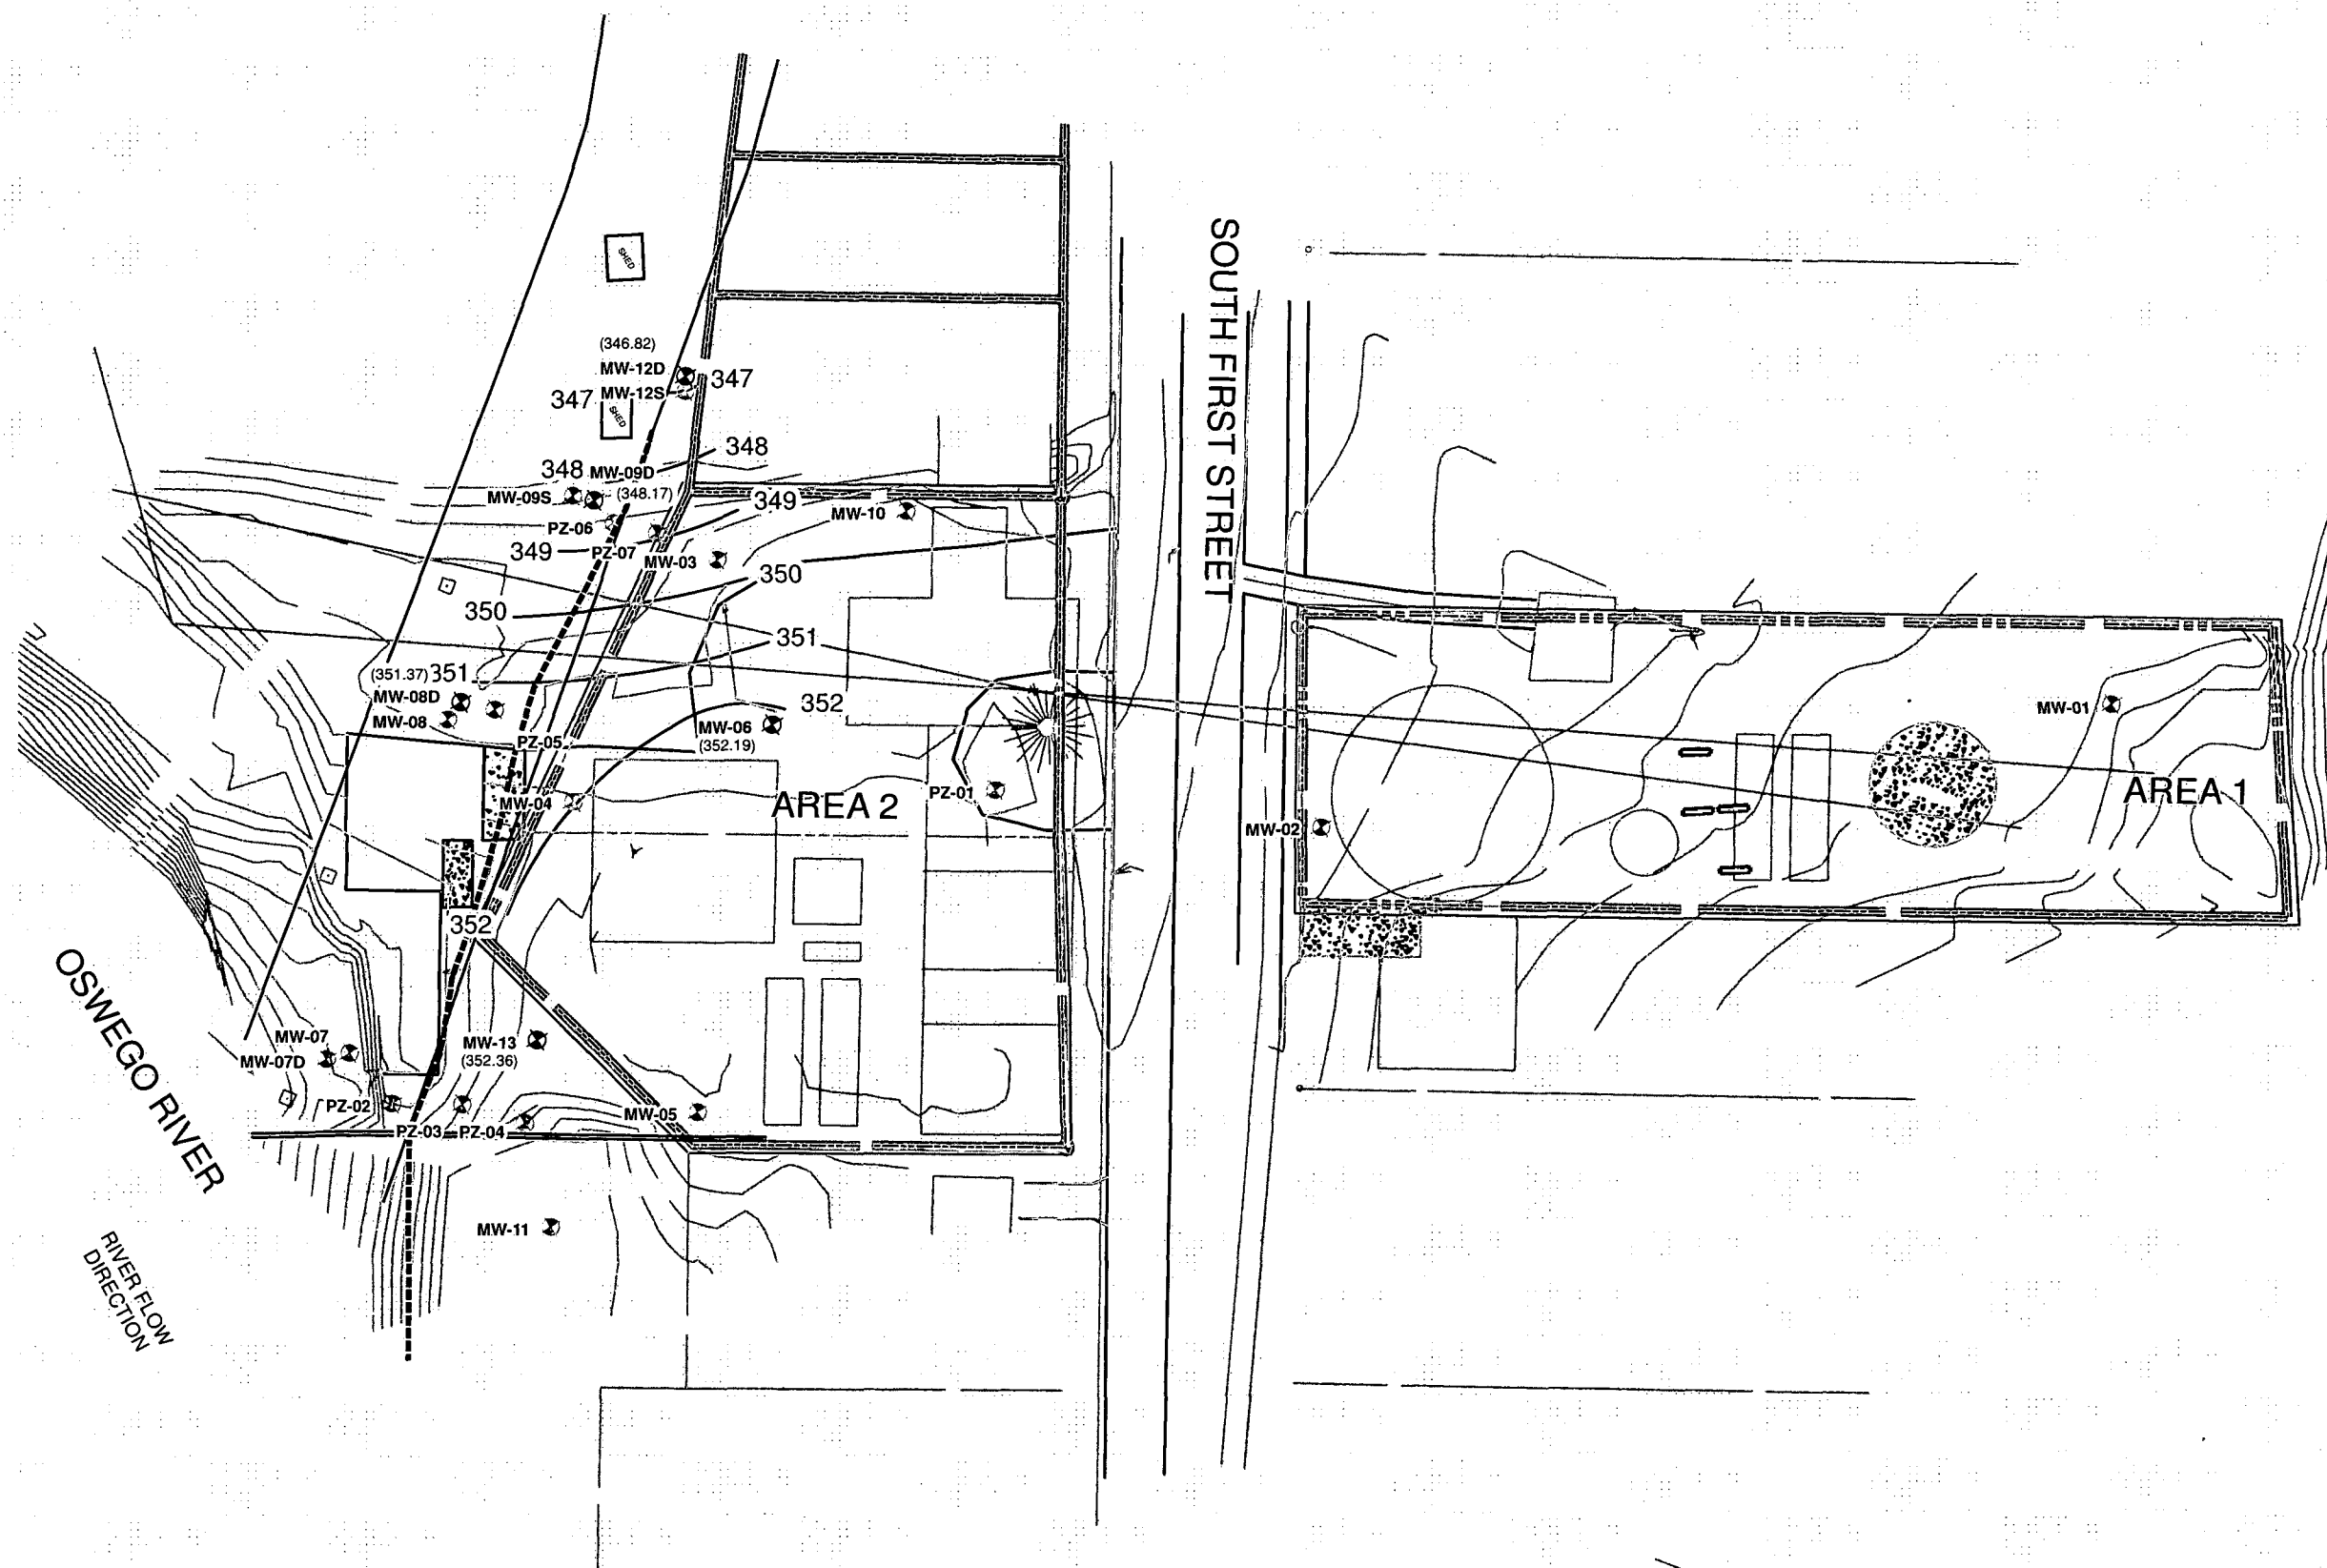 SOUTH FIRST STREET
SHED
(346.82)
MW-12D
347
347
MW-12S
SHED
348
348
MW-09D
MW-09S
(348.17)
349
MW-10
PZ-06
349
PZ-07
MW-03
350
350
351
(351.37)
351
MW-08D
352
MW-01
MW-08
MW-06
(352.19)
PZ-05
PZ-01
AREA 1
MW-04
AREA 2
MW-02
352
OSWEGO RIVER
MW-07
MW-07D
MW-13
(352.36)
PZ-02
MW-05
PZ-03
PZ-04
MW-11
RIVER FLOW
DIRECTION